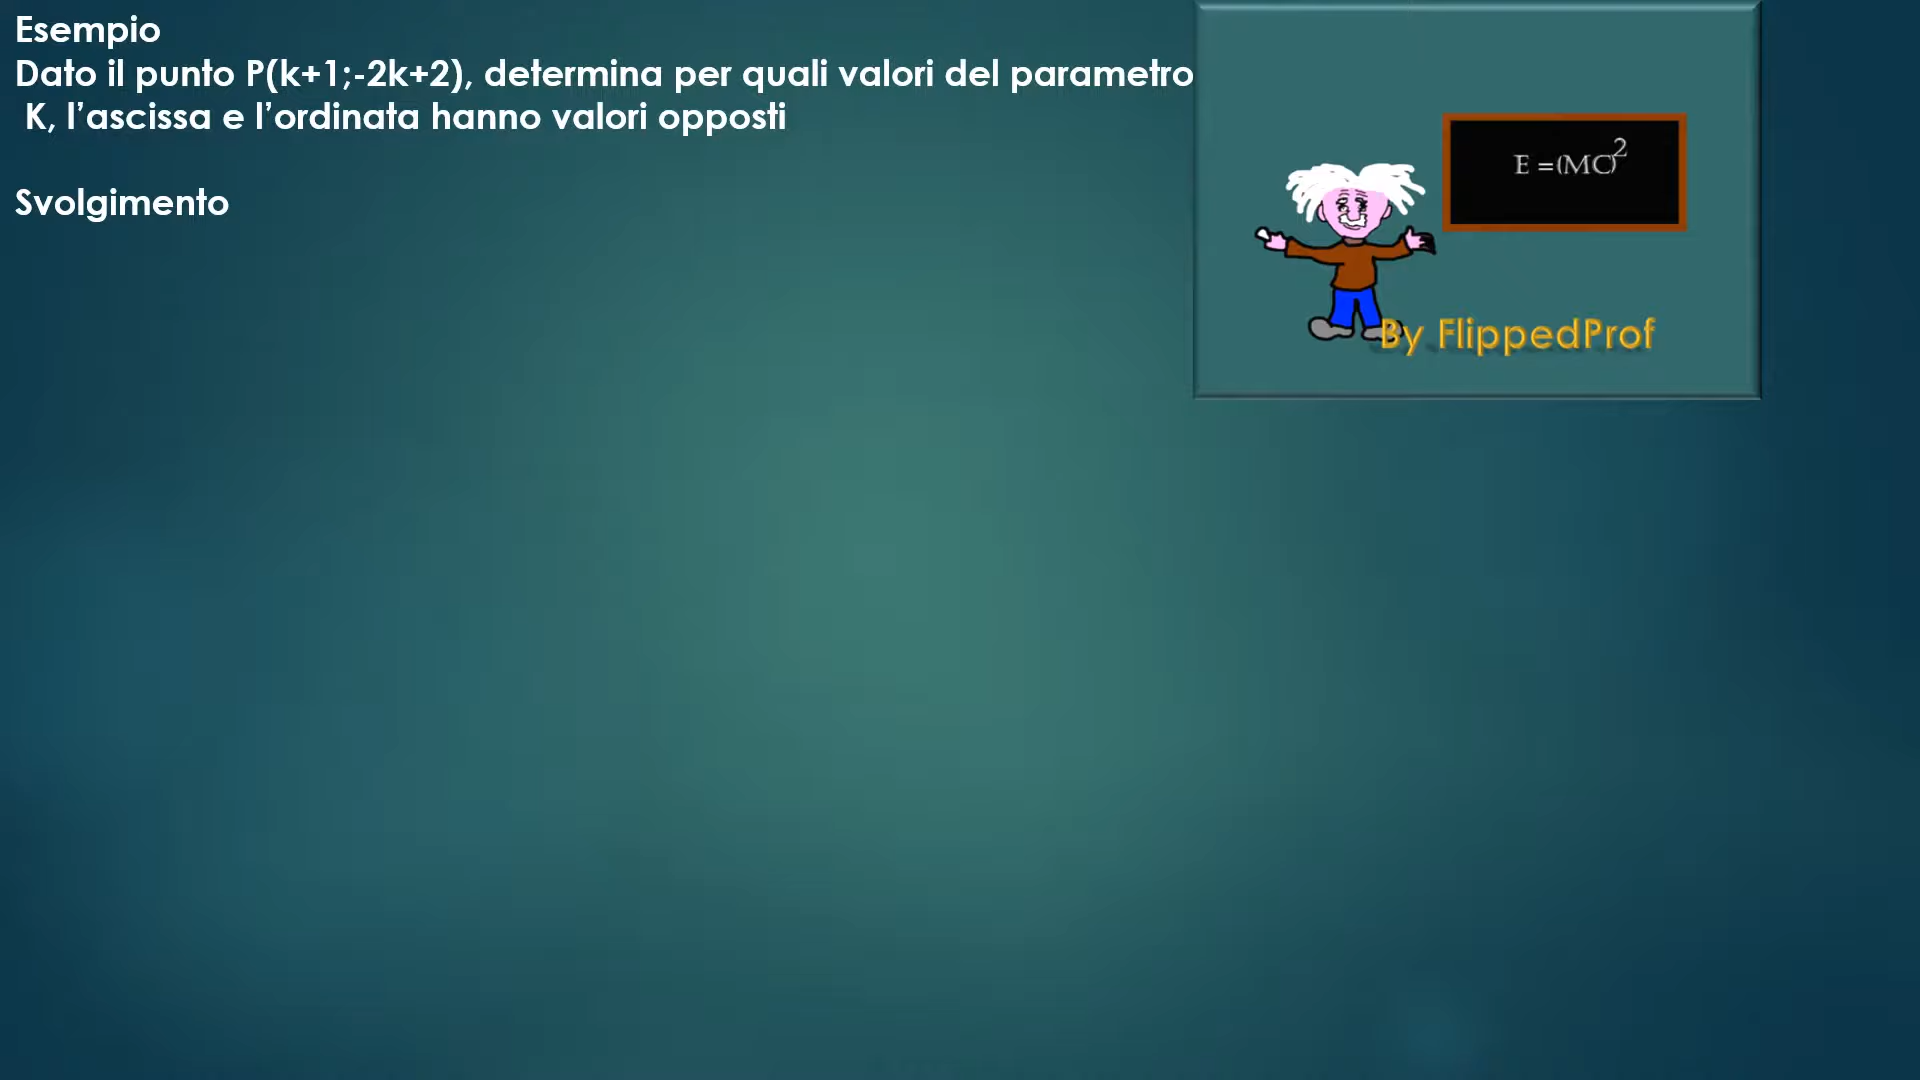 Esempio
Dato il punto P(k+1;-2k+2), determina per quali valori del parametro
K, l’ascissa e l’ordinata hanno valori opposti
Svolgimento
E =(MC)²
By FlippedProf